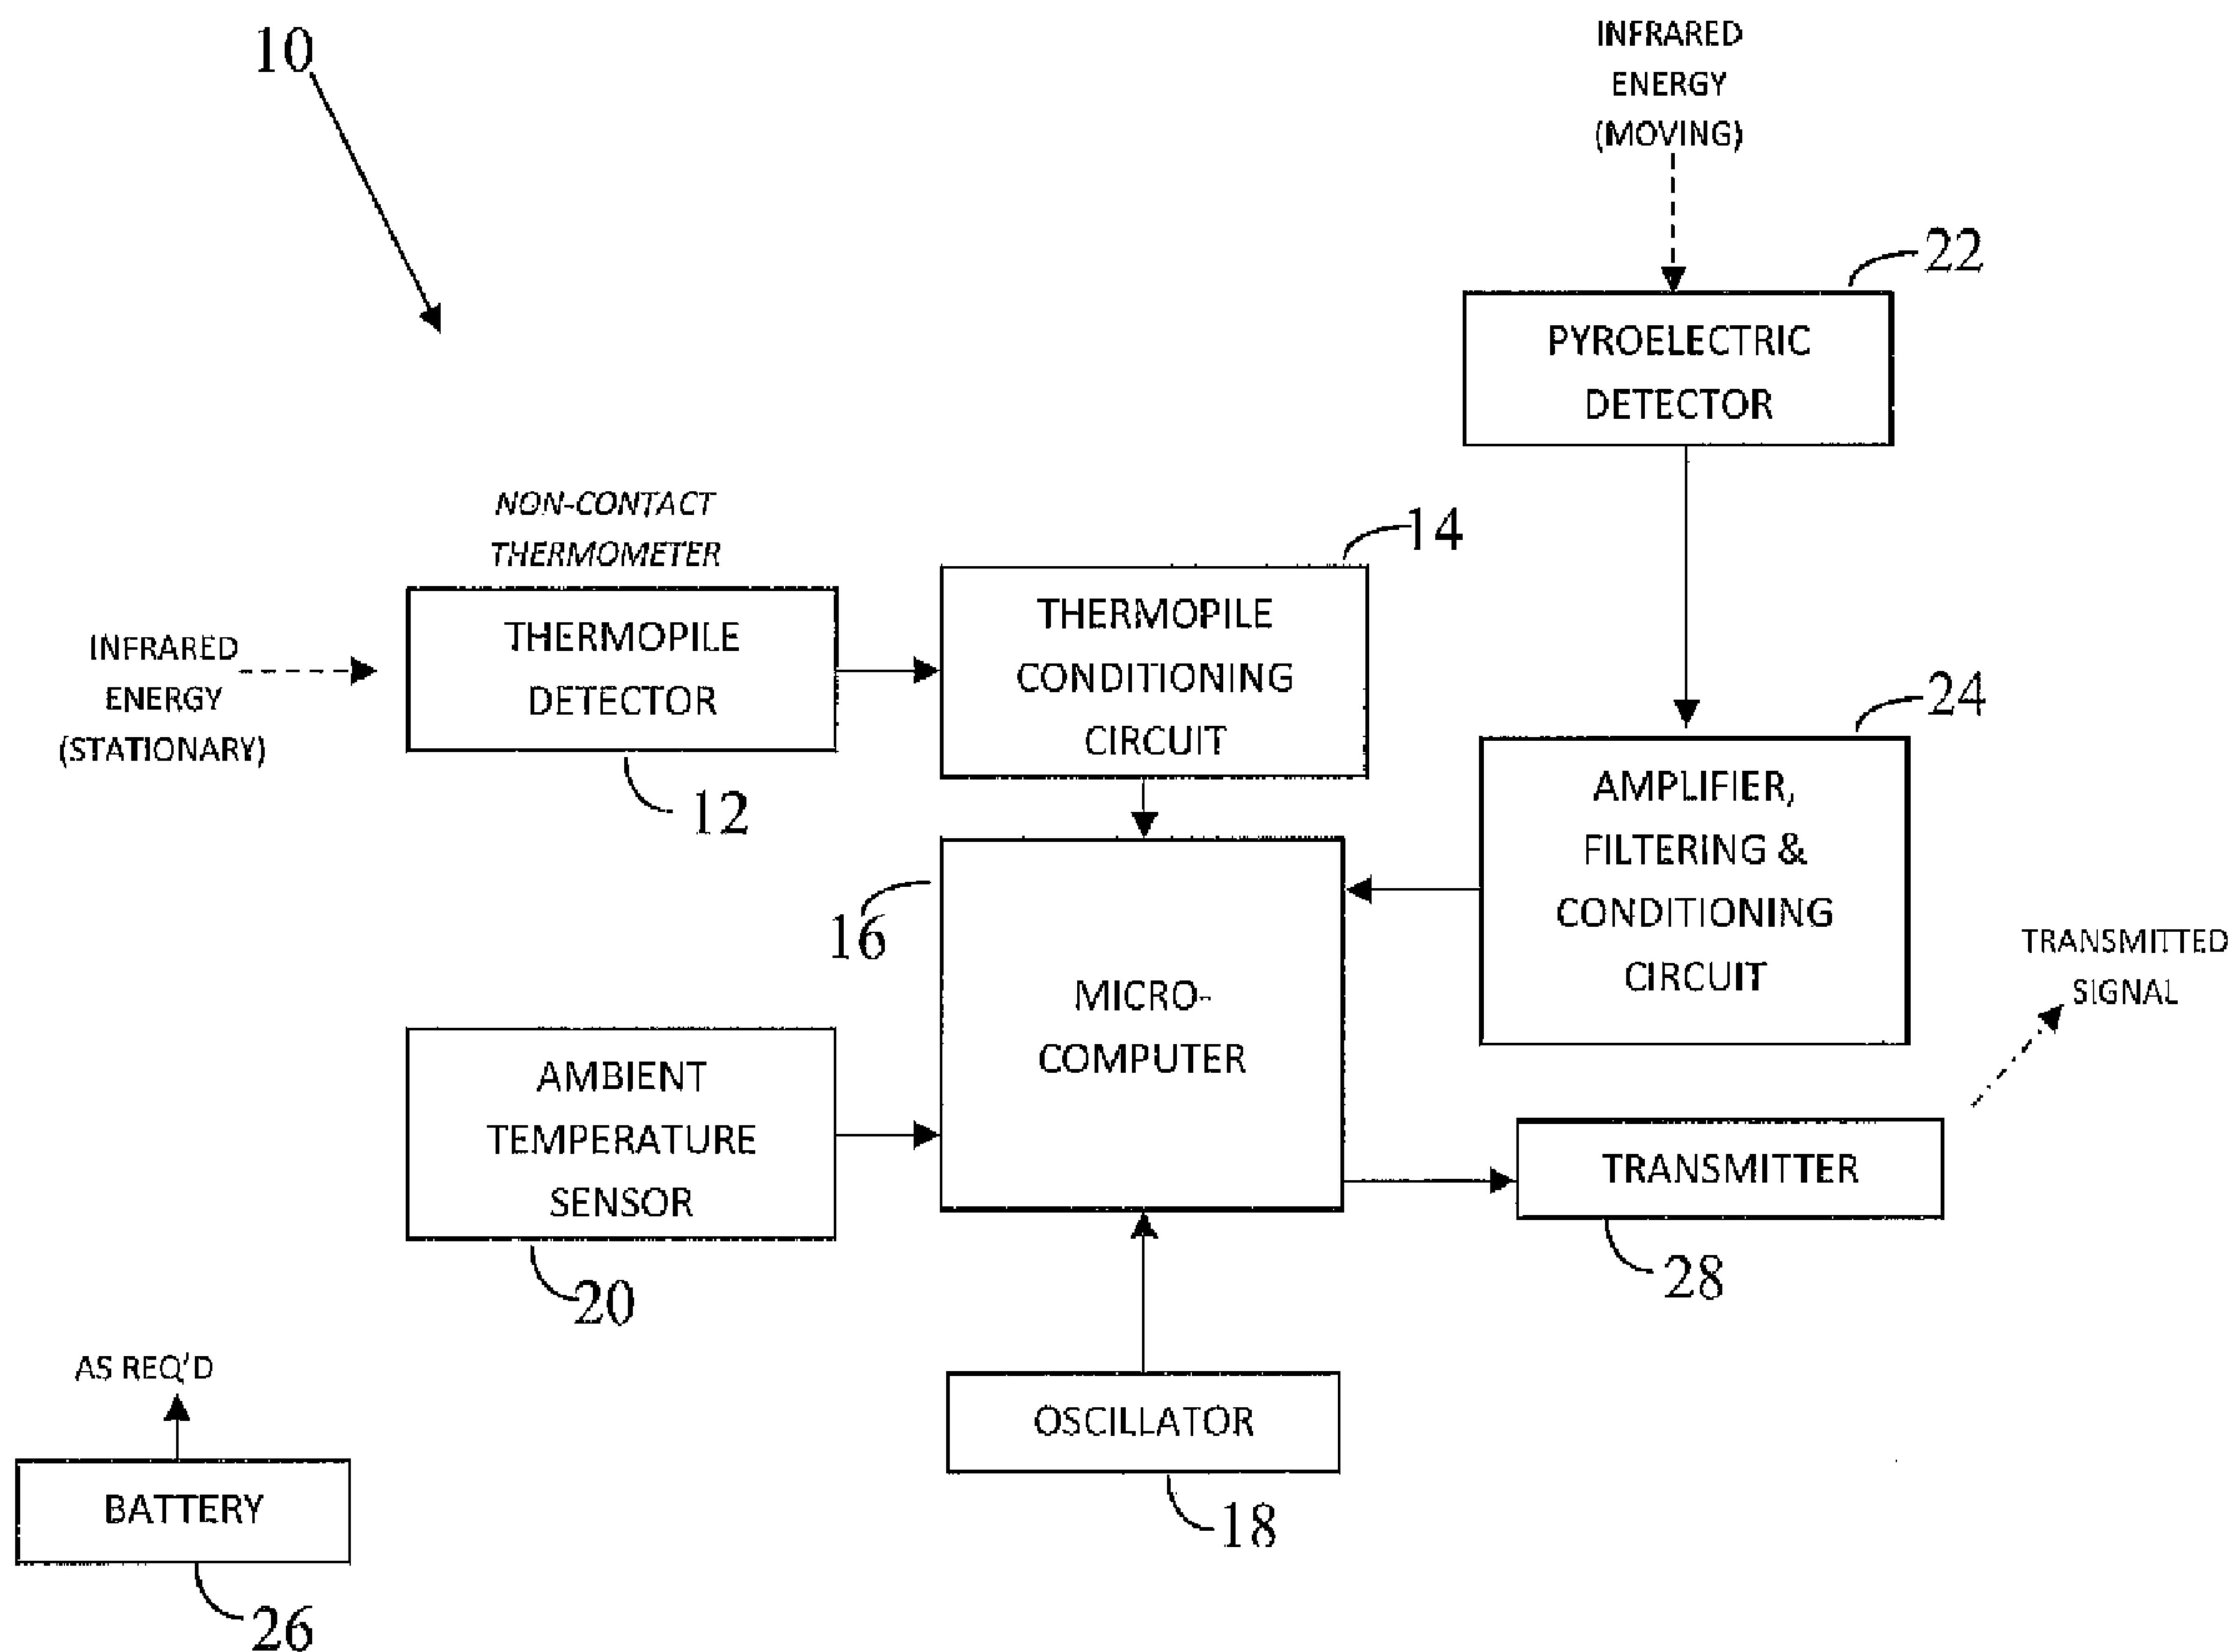 10
INFRARED
ENERGY
(MOVING)
22
PYROELECTRIC
DETECTOR
NON-CONTACT
THERMOMETER
14
INFRARED
ENERGY
(STATIONARY)
THERMOPILE
DETECTOR
12
THERMOPILE
CONDITIONING
CIRCUIT
24
AMPLIFIER,
FILTERING &
CONDITIONING
CIRCUIT
16
MICRO-
COMPUTER
TRANSMITTED
SIGNAL
AMBIENT
TEMPERATURE
SENSOR
20
TRANSMITTER
28
AS REQ'D
BATTERY
26
OSCILLATOR
18